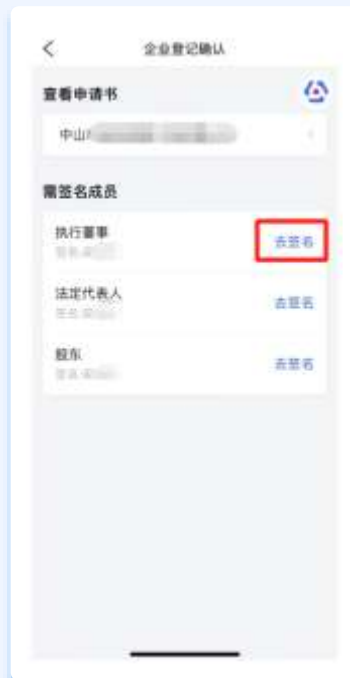 企业登记确认
查看申请书
中山
需签名成员
执行董事
去签名
法定代表人
去签名
股东
去签名